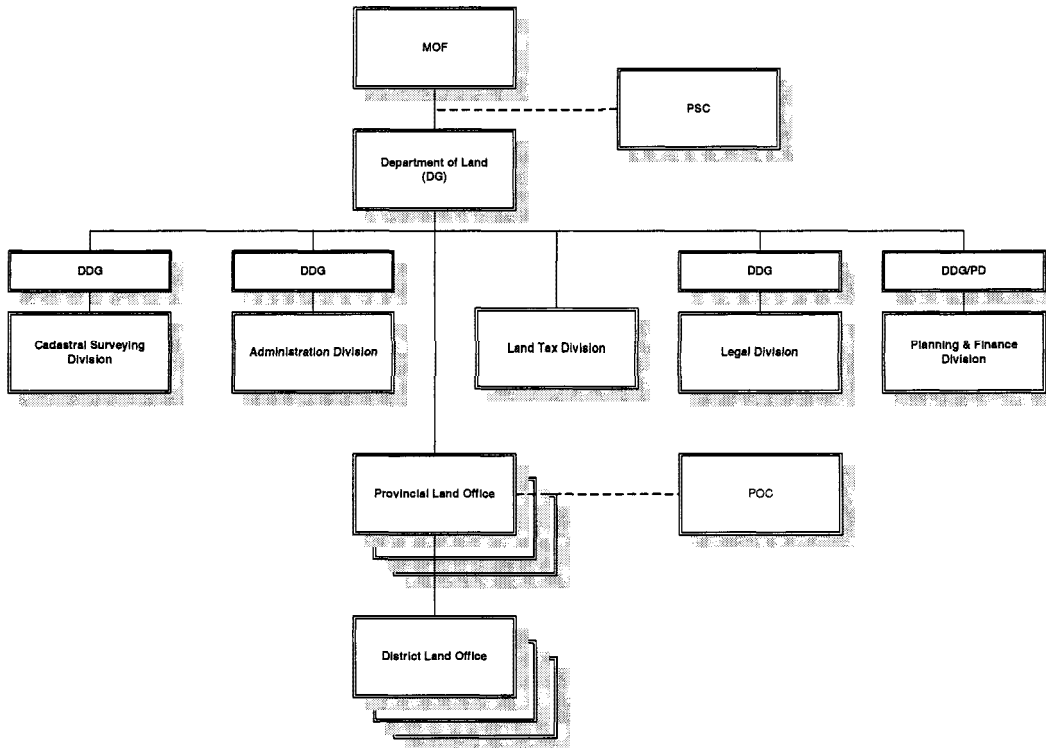 MOF
PSC
Department of Land
(DG)
DDG
DDG
DDG
DDG/PD
Cadastral Surveying
Division
Administration Division
Land Tax Division
Legal Division
Planning & Finance
Division
Provincial Land Office
POC
District Land Office